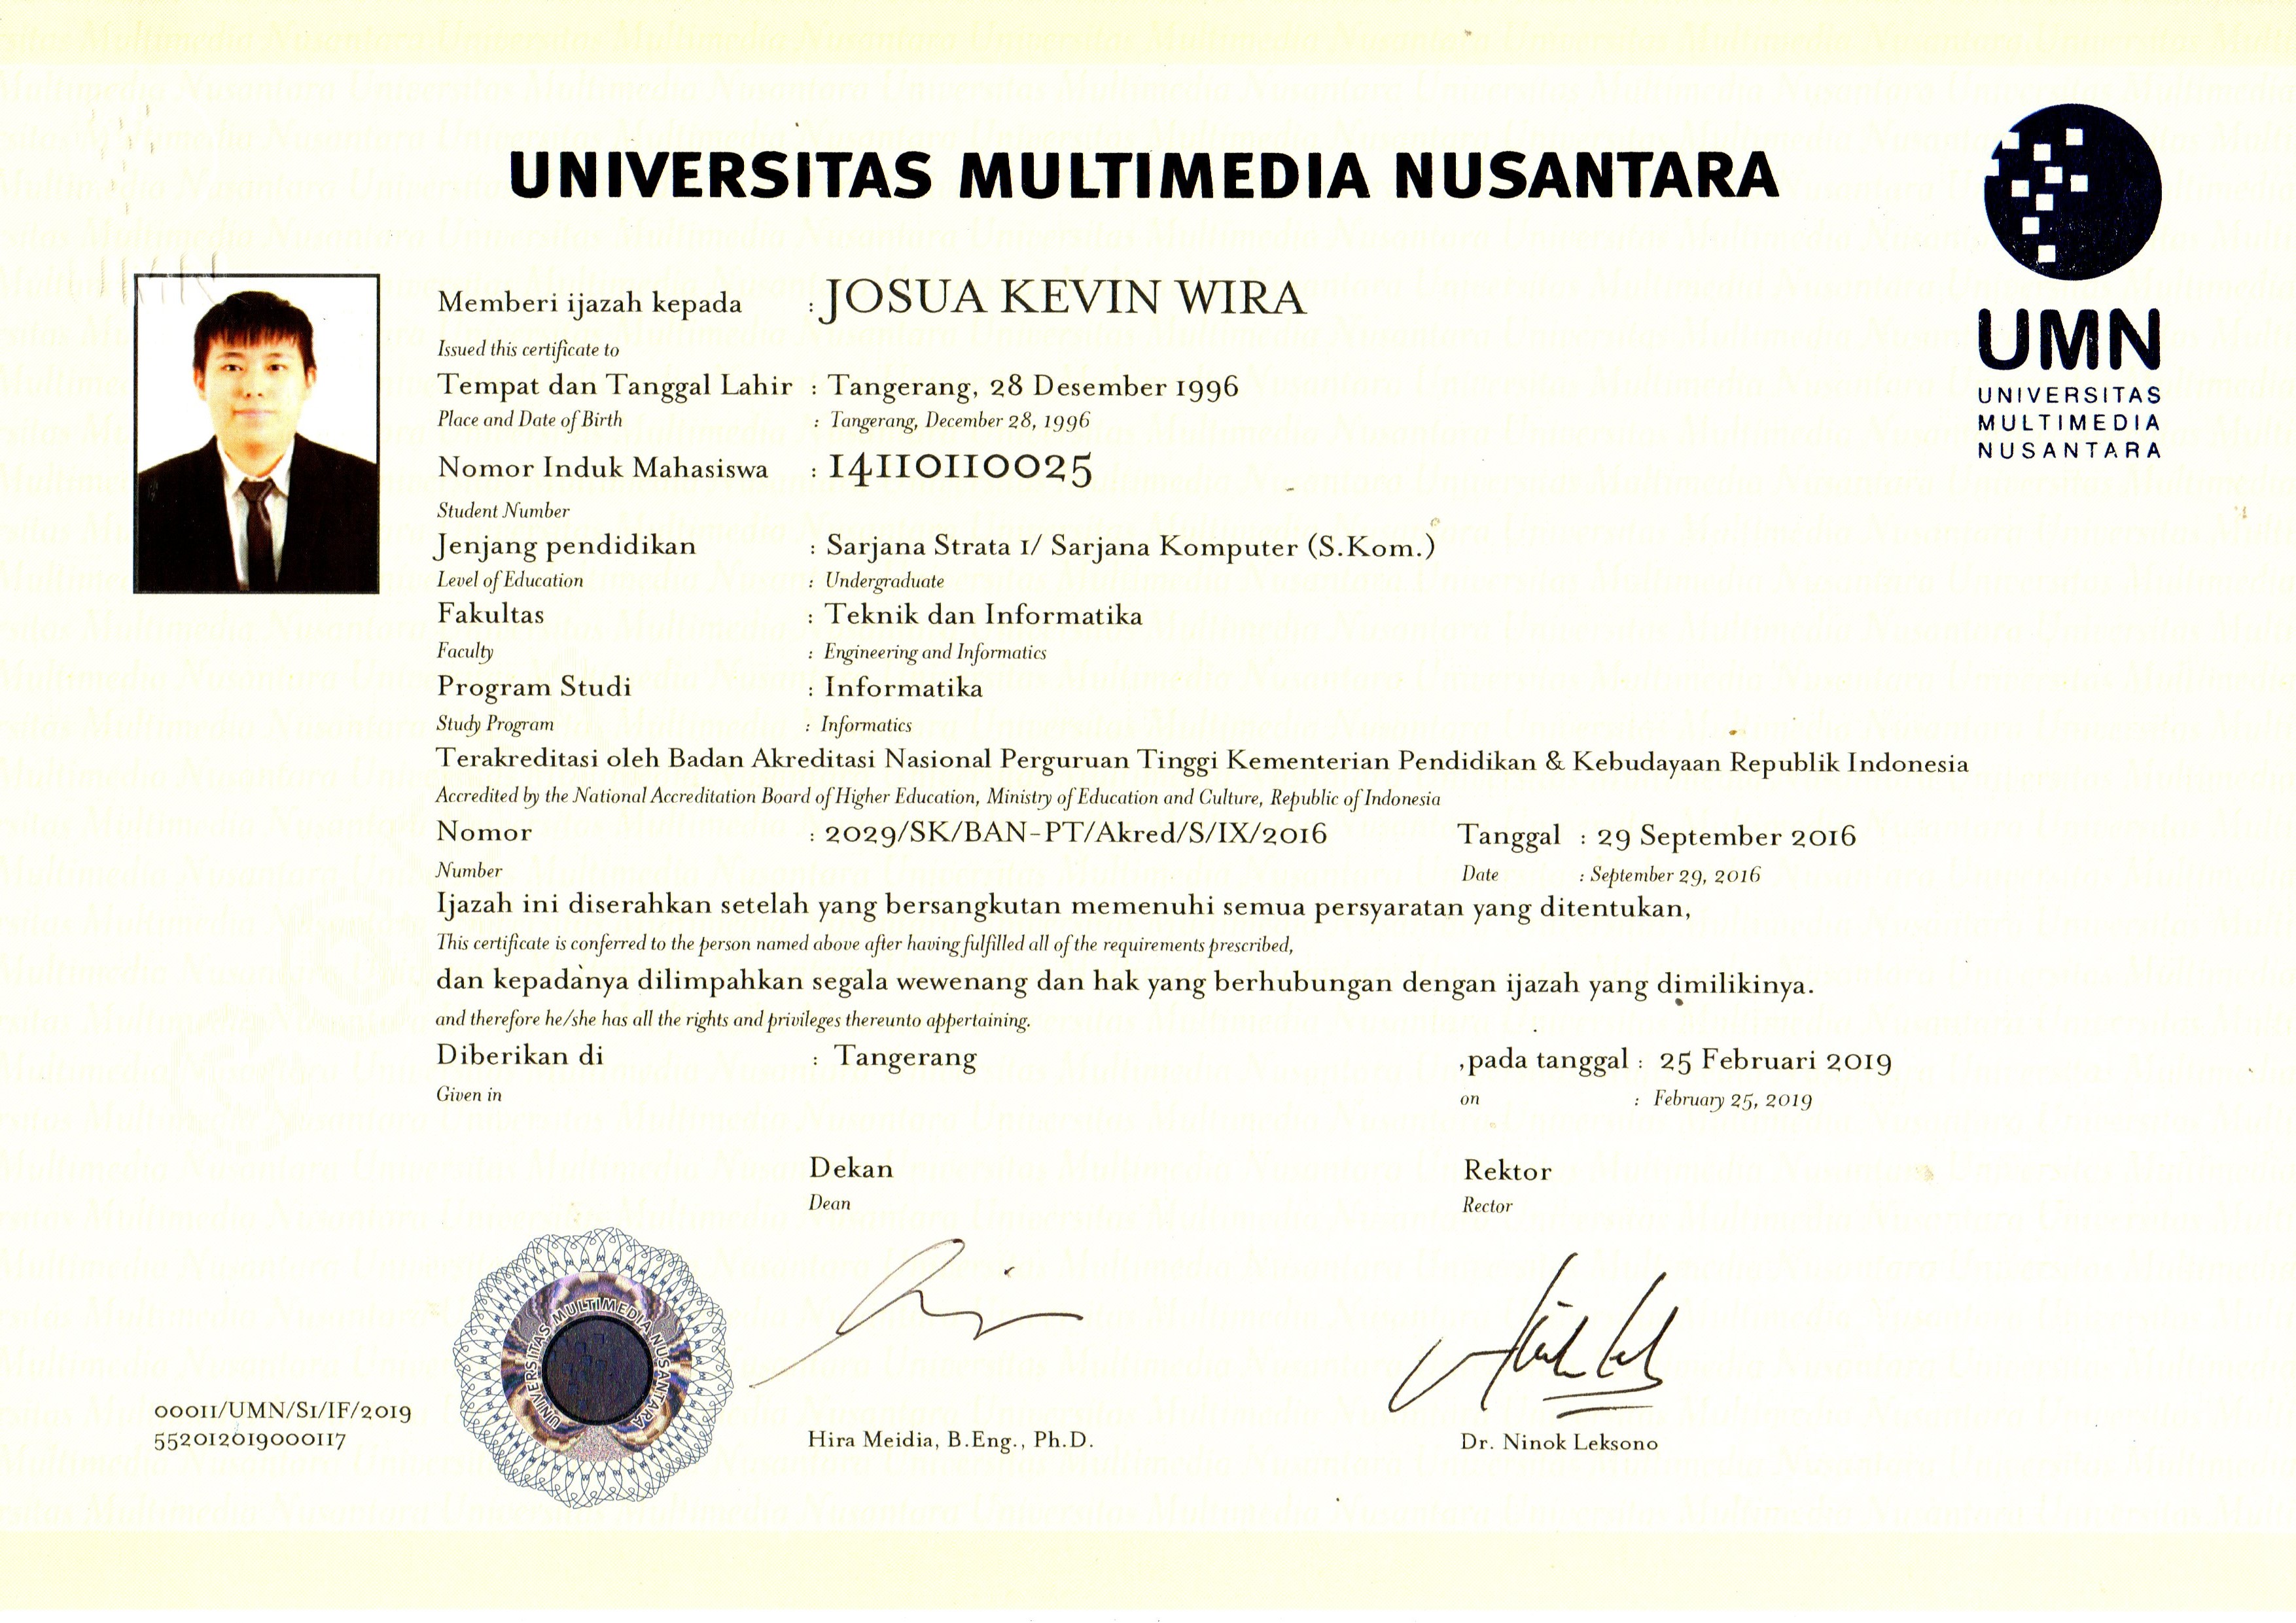 UNIVERSITAS MULTIMEDIA NUSANTARA
UMN
UNIVERSITAS
MULTIMEDIA
NUSANTARA
Memberi ijazah kepada : JOSUA KEVIN WIRA
Issued this certificate to
Tempat dan Tanggal Lahir : Tangerang, 28 Desember 1996
Place and Date of Birth : Tangerang, December 28, 1996
Nomor Induk Mahasiswa : 14110110025
Student Number
Jenjang pendidikan : Sarjana Strata 1/ Sarjana Komputer (S.Kom.)
Level of Education : Undergraduate
Fakultas : Teknik dan Informatika
Faculty : Engineering and Informatics
Program Studi : Informatika
Study Program : Informatics
Terakreditasi oleh Badan Akreditasi Nasional Perguruan Tinggi Kementerian Pendidikan & Kebudayaan Republik Indonesia
Accredited by the National Accreditation Board of Higher Education, Ministry of Education and Culture, Republic of Indonesia
Nomor : 2029/SK/BAN-PT/Akred/S/IX/2016 Tanggal : 29 September 2016
Number Date : September 29, 2016
Ijazah ini diserahkan setelah yang bersangkutan memenuhi semua persyaratan yang ditentukan,
This certificate is conferred to the person named above after having fulfilled all of the requirements prescribed,
dan kepadanya dilimpahkan segala wewenang dan hak yang berhubungan dengan ijazah yang dimilikinya.
and therefore he/she has all the rights and privileges thereunto appertaining.
Diberikan di : Tangerang ,pada tanggal : 25 Februari 2019
Given in on : February 25, 2019
Dekan Rektor
Dean Rector
UNIVERSITAS MULTIMEDIA NUSANTARA
Hira Meidia, B.Eng., Ph.D. Dr. Ninok Leksono
00011/UMN/S1/IF/2019
552012019000117